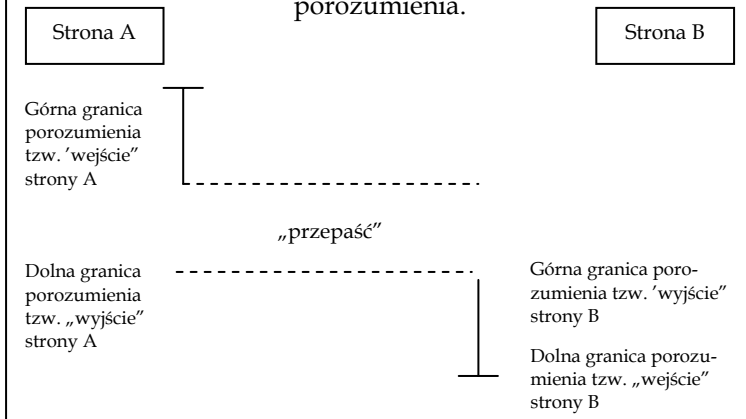 porozumienia.
Strona A
Strona B
Górna granica
porozumienia
tzw. ’wejście”
strony A
„przepaść”
Dolna granica
porozumienia
tzw. „wyjście”
strony A
Górna granica poro-
zumienia tzw. ’wyjście”
strony B
Dolna granica porozu-
mienia tzw. „wejście”
strony B